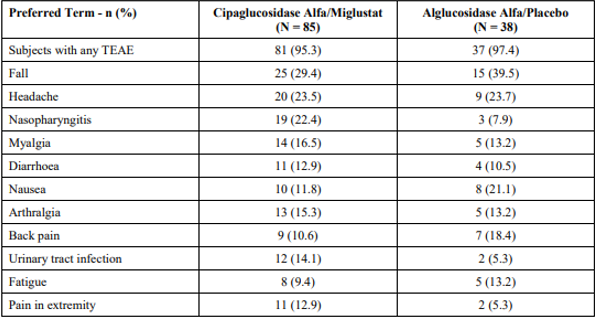 Preferred Term - n (%) Cipaglucosidase Alfa/Miglustat (N = 85) Alglucosidase Alfa/Placebo (N = 38)
Subjects with any TEAE 81 (95.3) 37 (97.4)
Fall 25 (29.4) 15 (39.5)
Headache 20 (23.5) 9 (23.7)
Nasopharyngitis 19 (22.4) 3 (7.9)
Myalgia 14 (16.5) 5 (13.2)
Diarrhoea 11 (12.9) 4 (10.5)
Nausea 10 (11.8) 8 (21.1)
Arthralgia 13 (15.3) 5 (13.2)
Back pain 9 (10.6) 7 (18.4)
Urinary tract infection 12 (14.1) 2 (5.3)
Fatigue 8 (9.4) 5 (13.2)
Pain in extremity 11 (12.9) 2 (5.3)